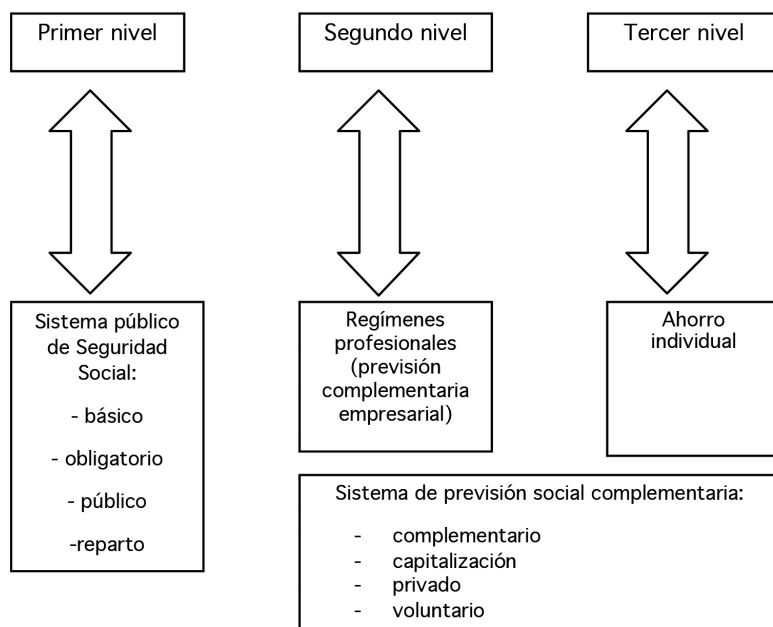 Primer nivel
Segundo nivel
Tercer nivel
Sistema público
de Seguridad
Social:
- básico
- obligatorio
- público
-reparto
Regímenes
profesionales
(previsión
complementaria
empresarial)
Ahorro
individual
Sistema de previsión social complementaria:
- complementario
- capitalización
- privado
- voluntario